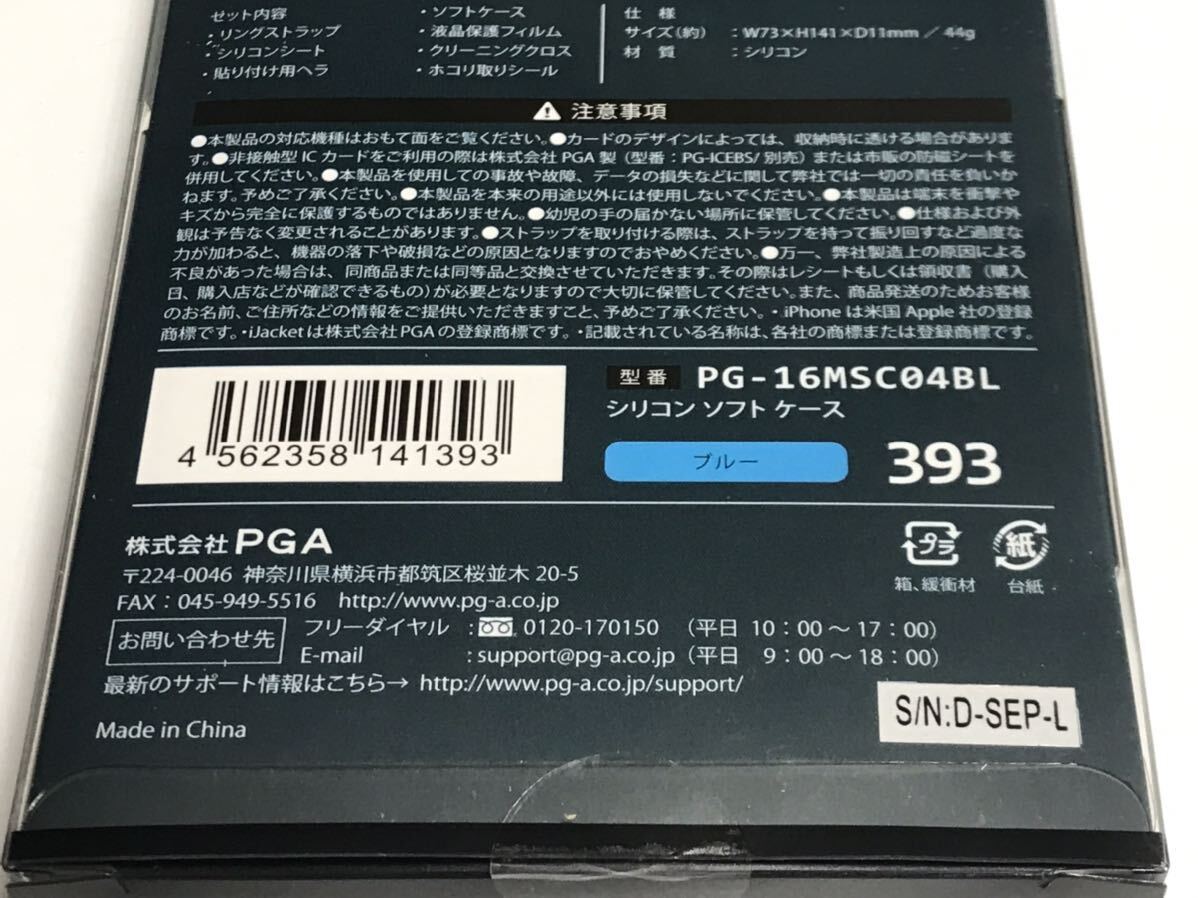 セット内容
・リングストラップ
・シリコンシート
・貼り付け用ヘラ
・ソフトケース
・液晶保護フィルム
・クリーニングクロス
・ホコリ取りシール
仕 様
サイズ(約) ：W73×H141×D11mm ／ 44g
材 質 ：シリコン
注意事項
●本製品の対応機種はおもて面をご覧ください。●カードのデザインによっては、収納時に透ける場合がありま
す。●非接触型 IC カードをご利用の際は株式会社 PGA 製（型番：PG-ICEBS/ 別売）または市販の防磁シートを
併用してください。●本製品を使用しての事故や故障、データの損失などに関して弊社では一切の責任を負いか
ねます。予めご了承ください。●本製品を本来の用途以外には使用しないでください。●本製品は端末を衝撃や
キズから完全に保護するものではありません。●幼児の手の届かない場所に保管してください。●仕様および外
観は予告なく変更されることがあります。●ストラップを取り付ける際は、ストラップを持って振り回すなど過度な
力が加わると、機器の落下や破損などの原因となりますのでおやめください。●万一、弊社製造上の原因による
不良があった場合は、同商品または同等品と交換させていただきます。その際はレシートもしくは領収書（購入
日、購入店などが確認できるもの）が必要となりますので大切に保管してください。また、商品発送のためお客様
のお名前、ご住所などの情報をご提供いただきますこと、予めご了承ください。・iPhone は米国 Apple 社の登録
商標です。・iJacket は株式会社 PGA の登録商標です。・記載されている名称は、各社の商標または登録商標です。
4 562358 141393
型番 PG-16MSC04BL
シリコン ソフト ケース
ブルー 393
株式会社 PGA
〒224-0046 神奈川県横浜市都筑区桜並木 20-5
FAX：045-949-5516 http://www.pg-a.co.jp
プラ
箱、緩衝材
紙
台紙
お問い合わせ先
フリーダイヤル ： 0120-170150 （平日 10：00～17：00）
E-mail ：support@pg-a.co.jp（平日 9：00～18：00）
最新のサポート情報はこちら→ http://www.pg-a.co.jp/support/
Made in China
S/N:D-SEP-L